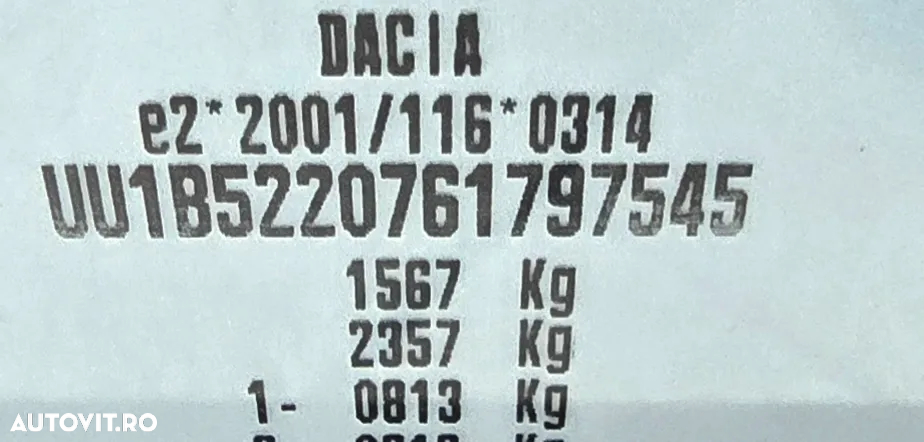 DACIA
e2*2001/116*0314
UU1B5220761797545
1567 Kg
2357 Kg
1- 0813 Kg
AUTOVIT.RO